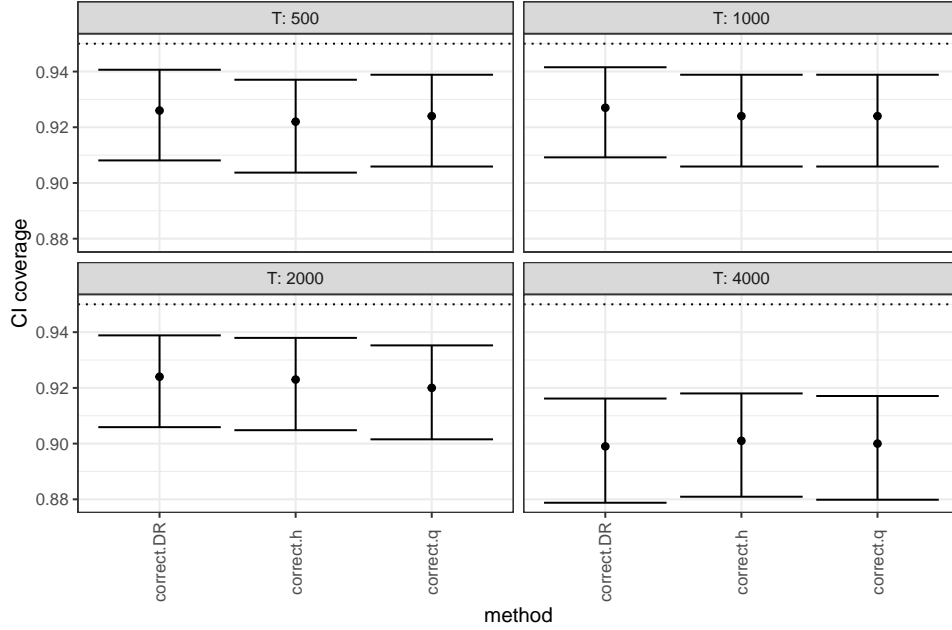 T: 500
T: 1000
0.94
0.92
0.90
0.88
T: 2000
T: 4000
0.94
0.92
0.90
0.88
CI coverage
correct.DR
correct.h
correct.q
correct.DR
correct.h
correct.q
method